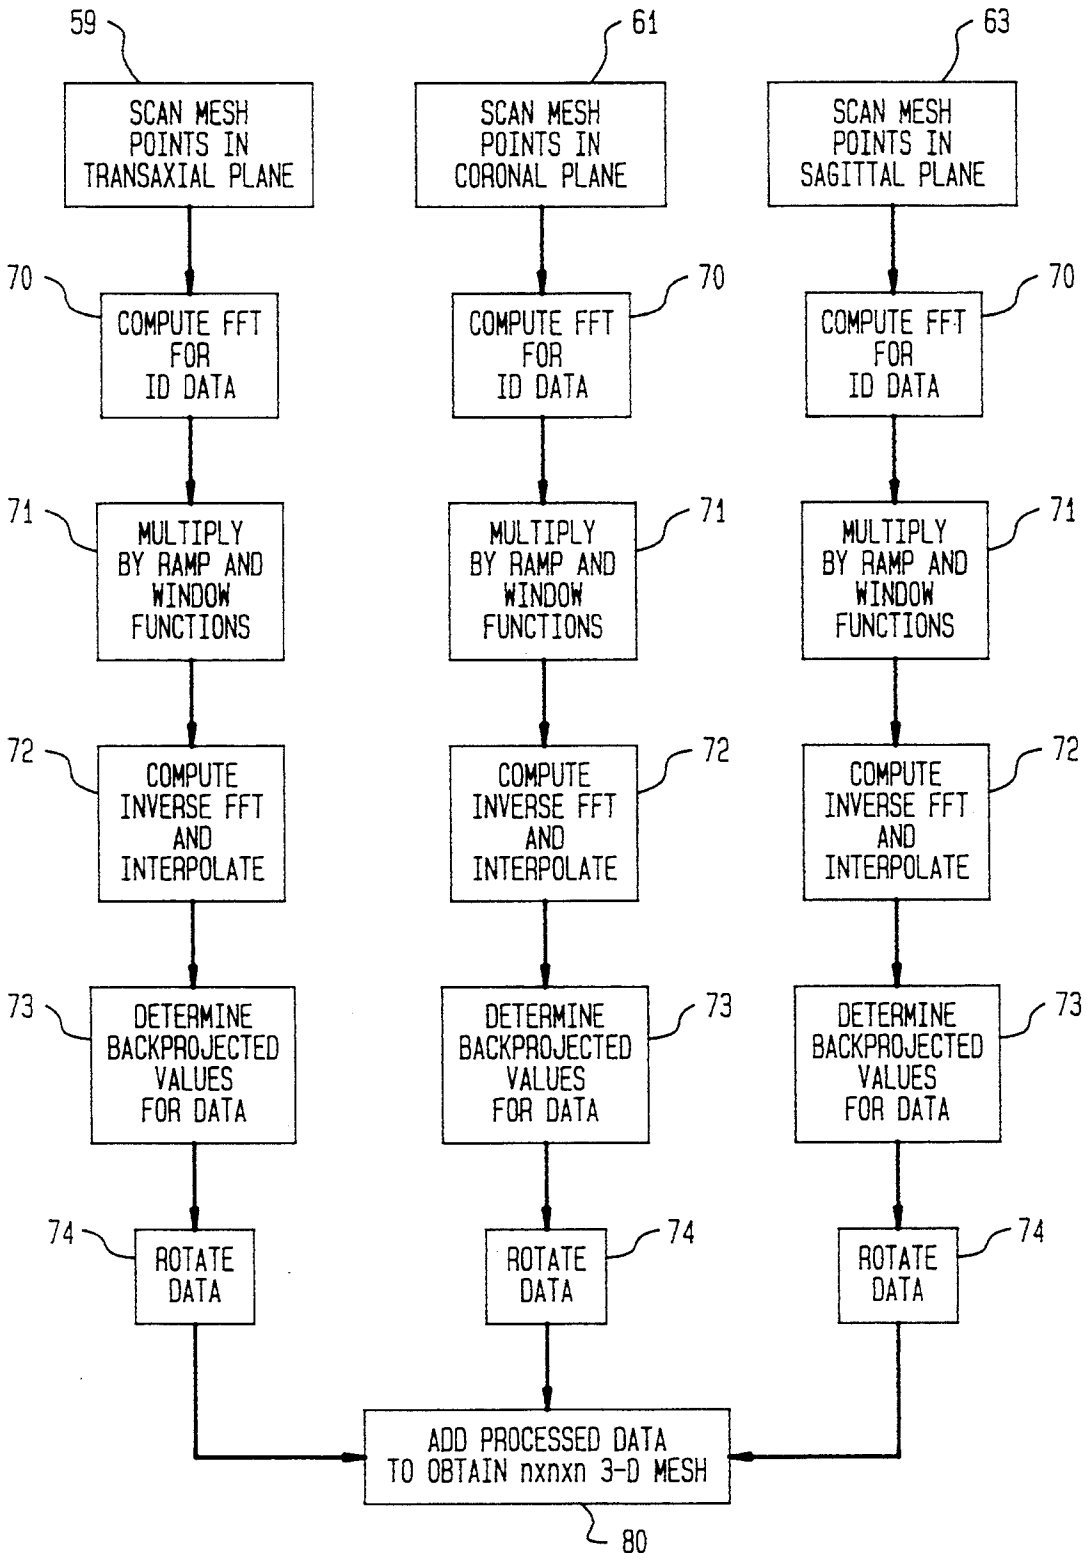 59
61
63
SCAN MESH
POINTS IN
TRANSAXIAL PLANE
SCAN MESH
POINTS IN
CORONAL PLANE
SCAN MESH
POINTS IN
SAGITTAL PLANE
70
COMPUTE FFT
FOR
ID DATA
70
COMPUTE FFT
FOR
ID DATA
70
COMPUTE FFT
FOR
ID DATA
71
MULTIPLY
BY RAMP AND
WINDOW
FUNCTIONS
71
MULTIPLY
BY RAMP AND
WINDOW
FUNCTIONS
71
MULTIPLY
BY RAMP AND
WINDOW
FUNCTIONS
72
COMPUTE
INVERSE FFT
AND
INTERPOLATE
72
COMPUTE
INVERSE FFT
AND
INTERPOLATE
72
COMPUTE
INVERSE FFT
AND
INTERPOLATE
73
DETERMINE
BACKPROJECTED
VALUES
FOR DATA
73
DETERMINE
BACKPROJECTED
VALUES
FOR DATA
73
DETERMINE
BACKPROJECTED
VALUES
FOR DATA
74
ROTATE
DATA
74
ROTATE
DATA
74
ROTATE
DATA
ADD PROCESSED DATA
TO OBTAIN nxnxn 3-D MESH
80